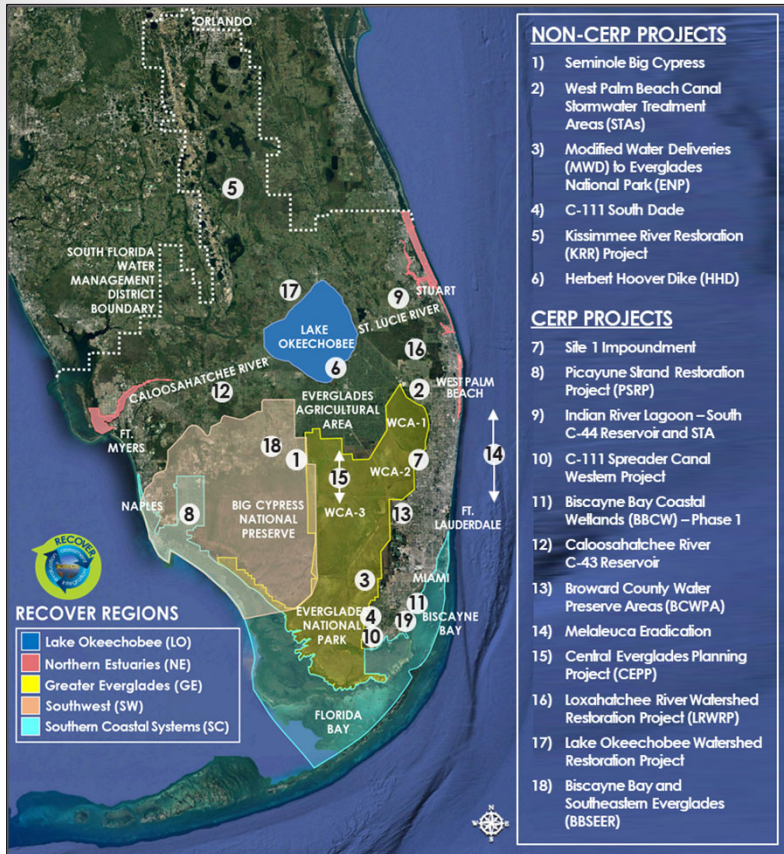 ORLANDO
5
SOUTH FLORIDA
WATER
MANAGEMENT
DISTRICT
BOUNDARY
17
9
STUART
ST. LUCIE RIVER
LAKE
OKEECHOBEE
16
6
CALOOSAHATCHEE RIVER
12
2
WEST PALM
BEACH
EVERGLADES
AGRICULTURAL
AREA
WCA-1
FT.
MYERS
18
1
WCA-2
7
14
15
NAPLES
8
BIG CYPRESS
NATIONAL
PRESERVE
WCA-3
13
FT.
LAUDERDALE
3
MIAMI
11
EVERGLADES
NATIONAL
PARK
4
19
BISCAYNE
BAY
10
FLORIDA
BAY
N
E
S
W
RECOVER
RECOVER REGIONS
Lake Okeechobee (LO)
Northern Estuaries (NE)
Greater Everglades (GE)
Southwest (SW)
Southern Coastal Systems (SC)
NON-CERP PROJECTS
1) Seminole Big Cypress
2) West Palm Beach Canal
Stormwater Treatment
Areas (STAs)
3) Modified Water Deliveries
(MWD) to Everglades
National Park (ENP)
4) C-111 South Dade
5) Kissimmee River Restoration
(KRR) Project
6) Herbert Hoover Dike (HHD)
CERP PROJECTS
7) Site 1 Impoundment
8) Picayune Strand Restoration
Project (PSRP)
9) Indian River Lagoon – South
C-44 Reservoir and STA
10) C-111 Spreader Canal
Western Project
11) Biscayne Bay Coastal
Wetlands (BBCW) – Phase 1
12) Caloosahatchee River
C-43 Reservoir
13) Broward County Water
Preserve Areas (BCWPA)
14) Melaleuca Eradication
15) Central Everglades Planning
Project (CEPP)
16) Loxahatchee River Watershed
Restoration Project (LRWRP)
17) Lake Okeechobee Watershed
Restoration Project
18) Biscayne Bay and
Southeastern Everglades
(BBSEER)